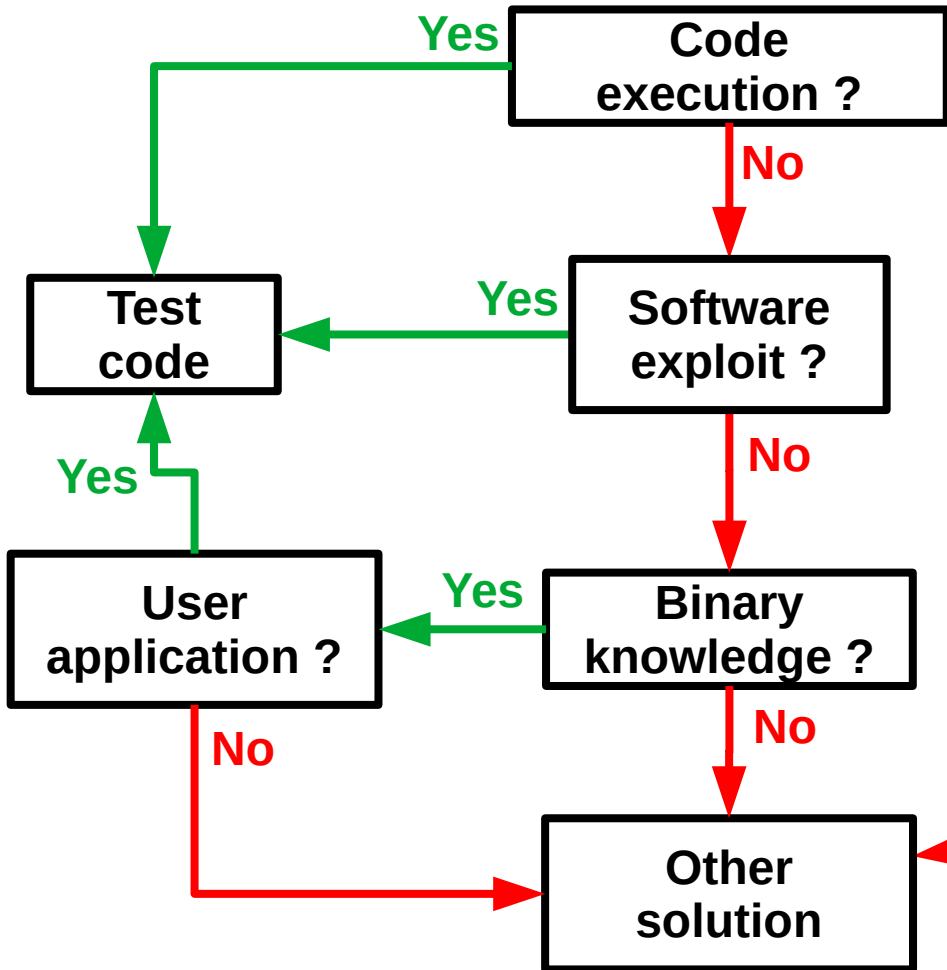 Yes
Code
execution ?
No
Test
code
Yes
Software
exploit ?
Yes
No
User
application ?
Yes
Binary
knowledge ?
No
No
Other
solution